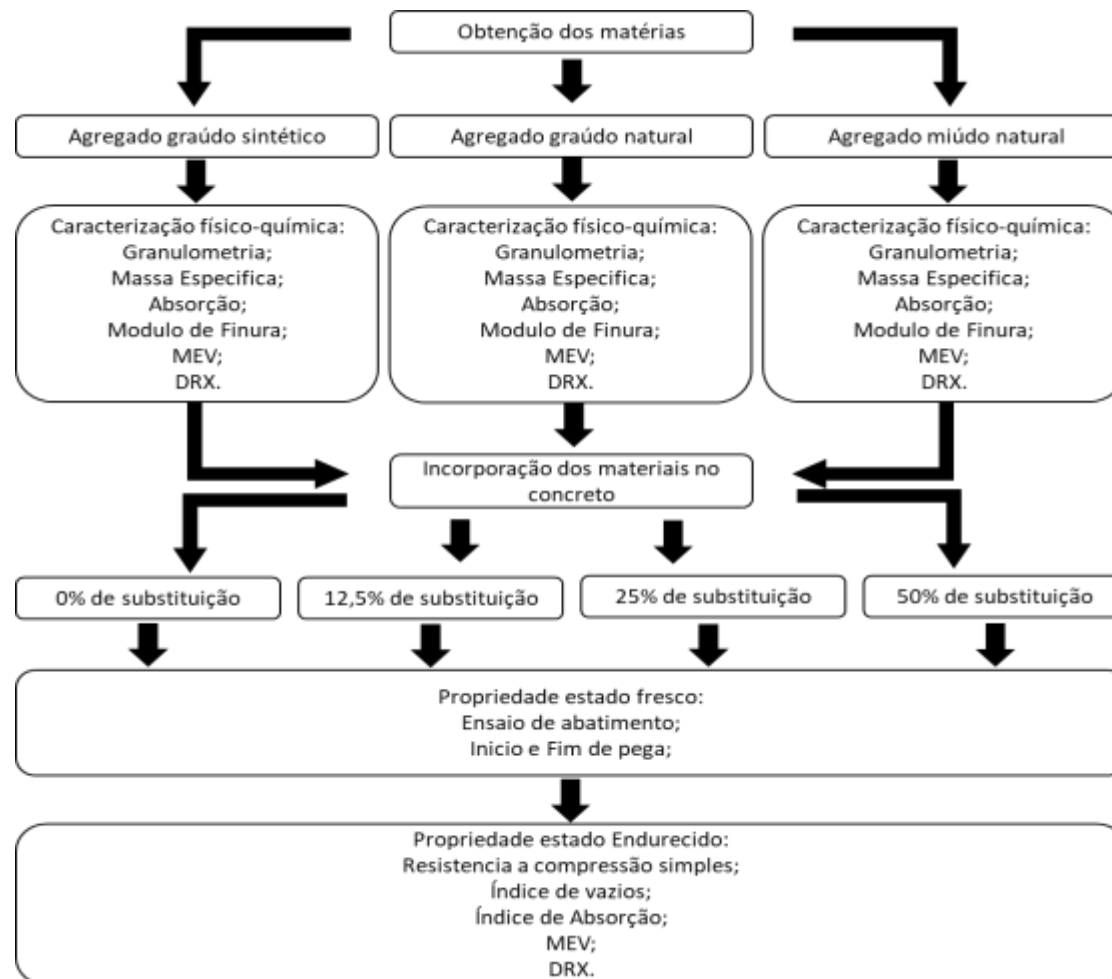 Obtenção dos matérias
Agregado graúdo sintético
Agregado graúdo natural
Agregado miúdo natural
Caracterização físico-química:
Granulometria;
Massa Especifica;
Absorção;
Modulo de Finura;
MEV;
DRX.
Caracterização físico-química:
Granulometria;
Massa Especifica;
Absorção;
Modulo de Finura;
MEV;
DRX.
Caracterização físico-química:
Granulometria;
Massa Especifica;
Absorção;
Modulo de Finura;
MEV;
DRX.
Incorporação dos materiais no
concreto
0% de substituição
12,5% de substituição
25% de substituição
50% de substituição
Propriedade estado fresco:
Ensaio de abatimento;
Inicio e Fim de pega;
Propriedade estado Endurecido:
Resistencia a compressão simples;
Índice de vazios;
Índice de Absorção;
MEV;
DRX.